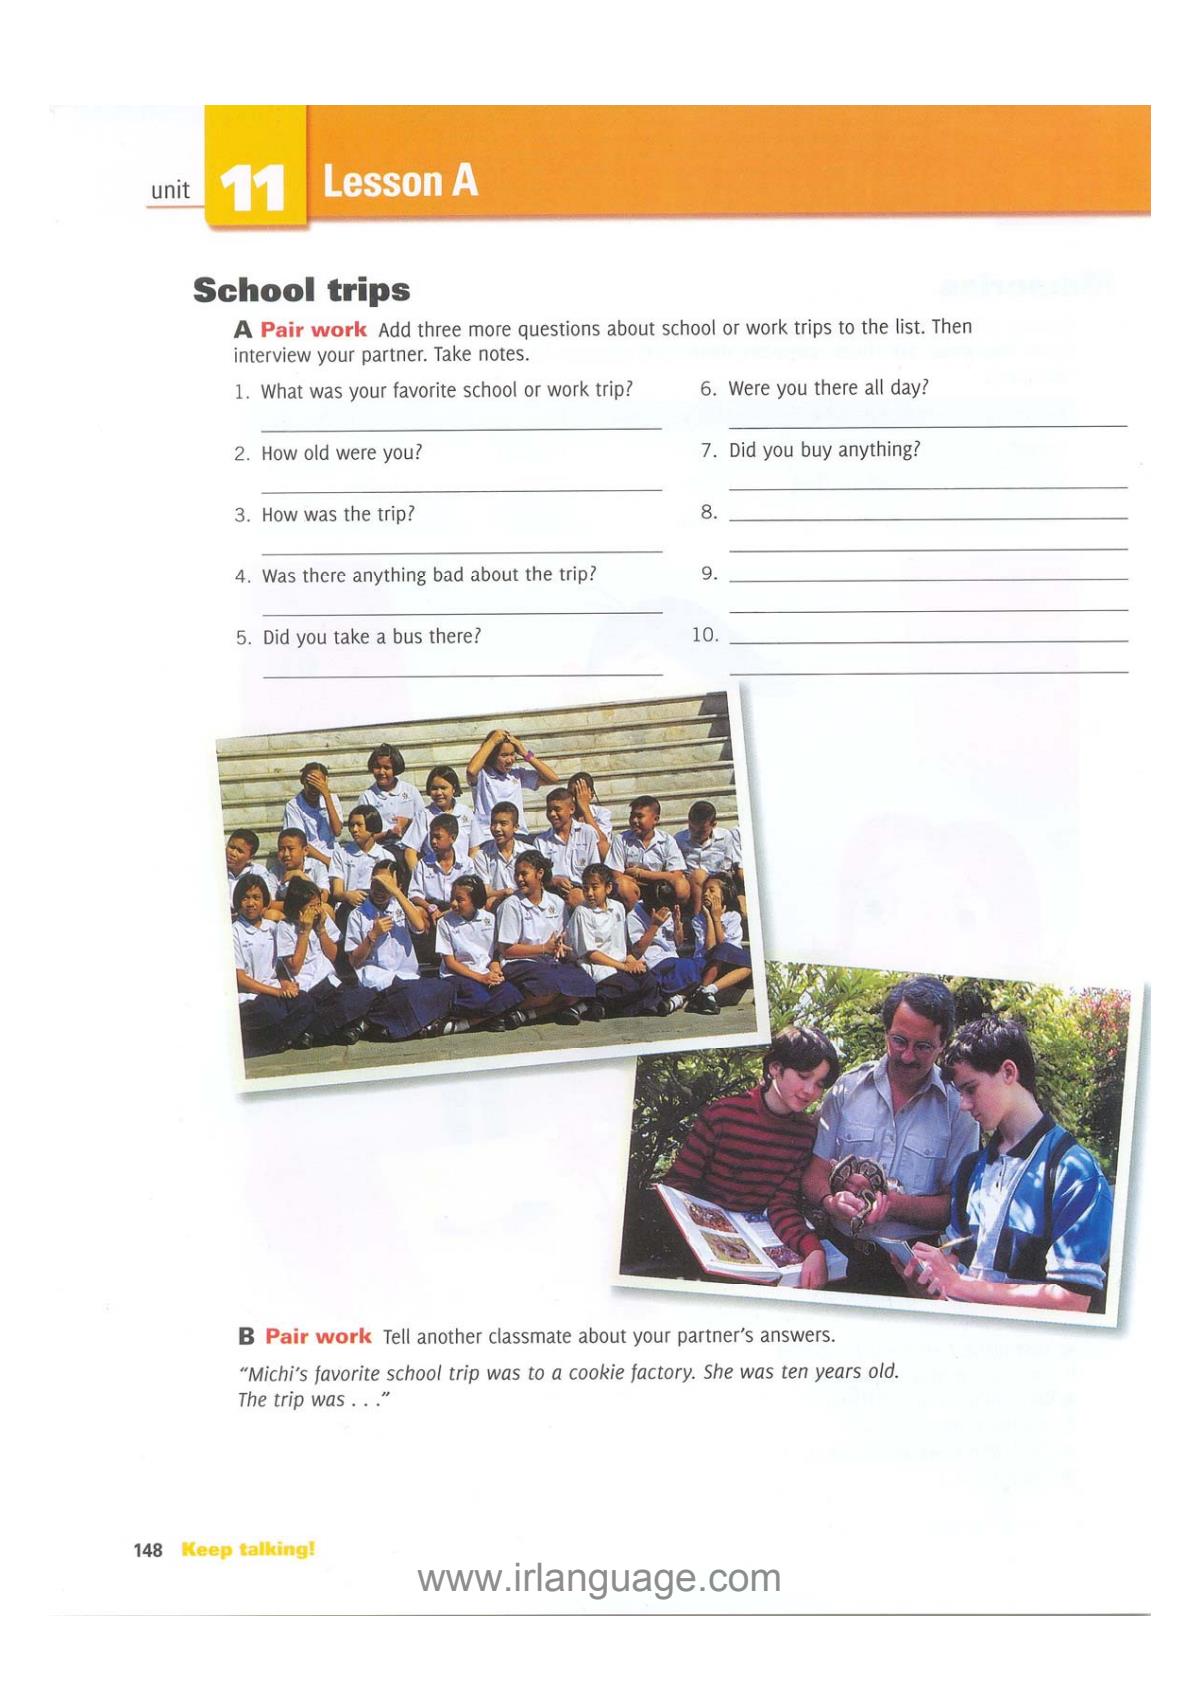 unit 11 Lesson A
School trips
A Pair work Add three more questions about school or work trips to the list. Then
interview your partner. Take notes.
1. What was your favorite school or work trip?
2. How old were you?
3. How was the trip?
4. Was there anything bad about the trip?
5. Did you take a bus there?
6. Were you there all day?
7. Did you buy anything?
8.
9.
10.
B Pair work Tell another classmate about your partner's answers.
"Michi's favorite school trip was to a cookie factory. She was ten years old.
The trip was . . ."
148 Keep talking!
www.irlanguage.com